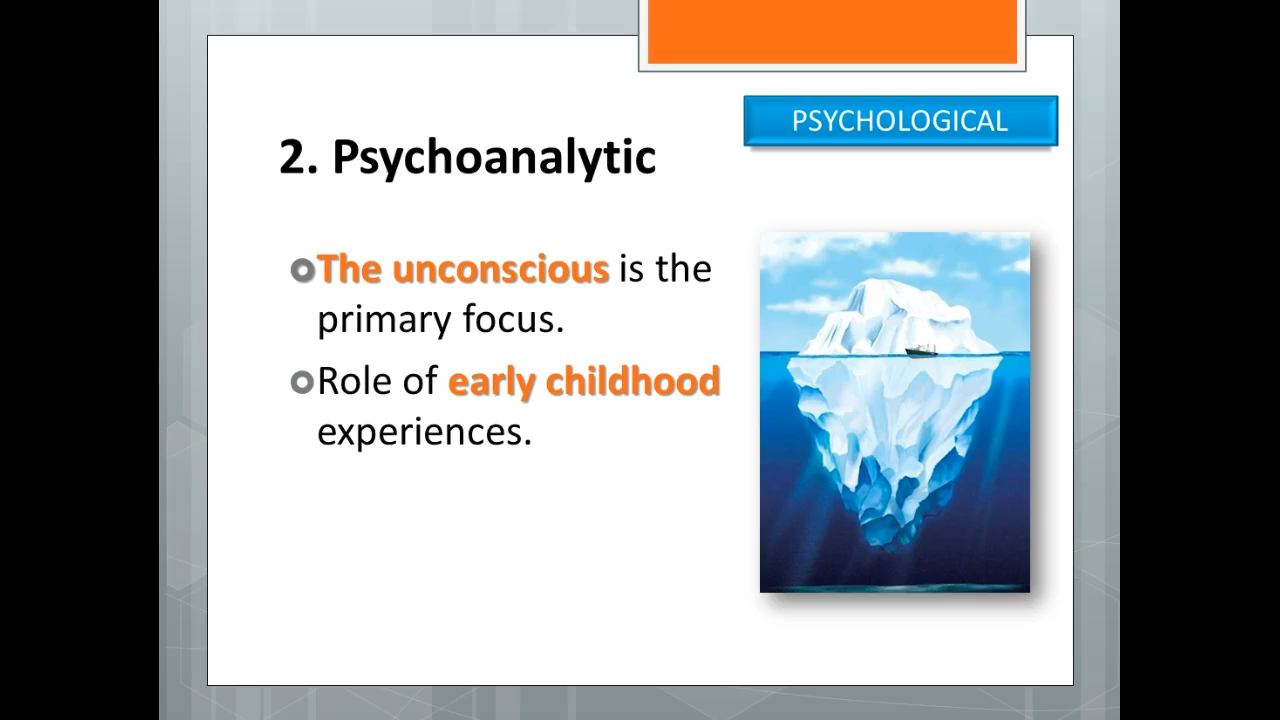 PSYCHOLOGICAL
2. Psychoanalytic
The unconscious is the
primary focus.
Role of early childhood
experiences.